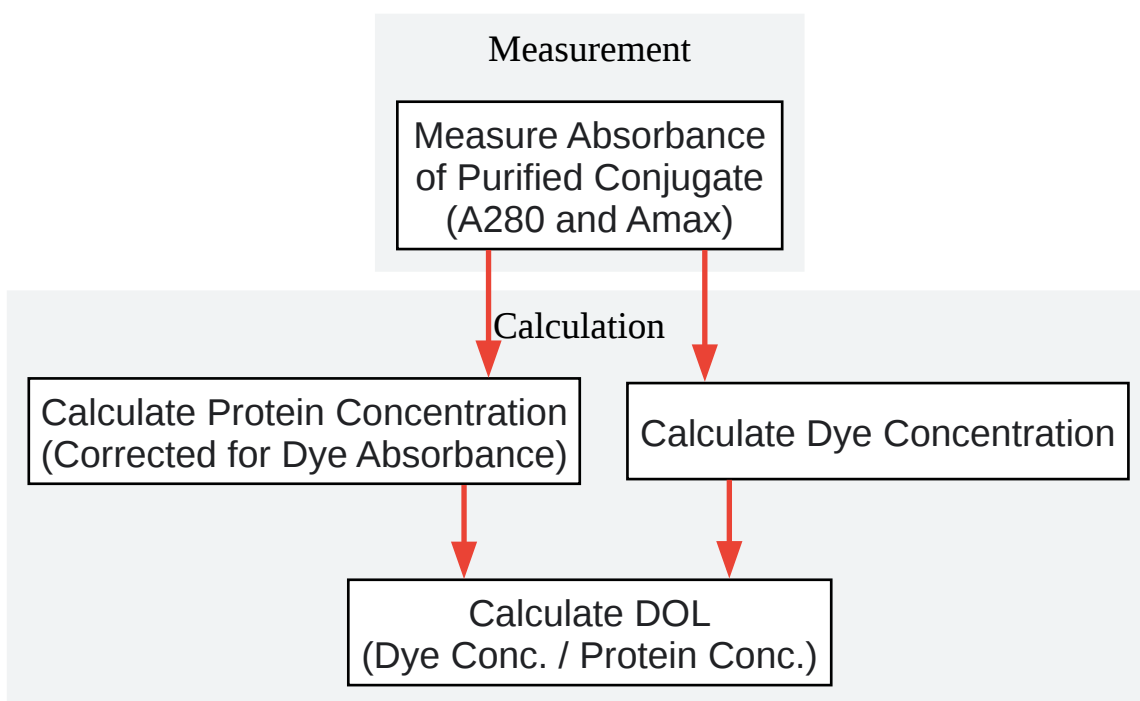 Measurement
Measure Absorbance
of Purified Conjugate
(A280 and Amax)
Calculation
Calculate Protein Concentration
(Corrected for Dye Absorbance)
Calculate Dye Concentration
Calculate DOL
(Dye Conc. / Protein Conc.)